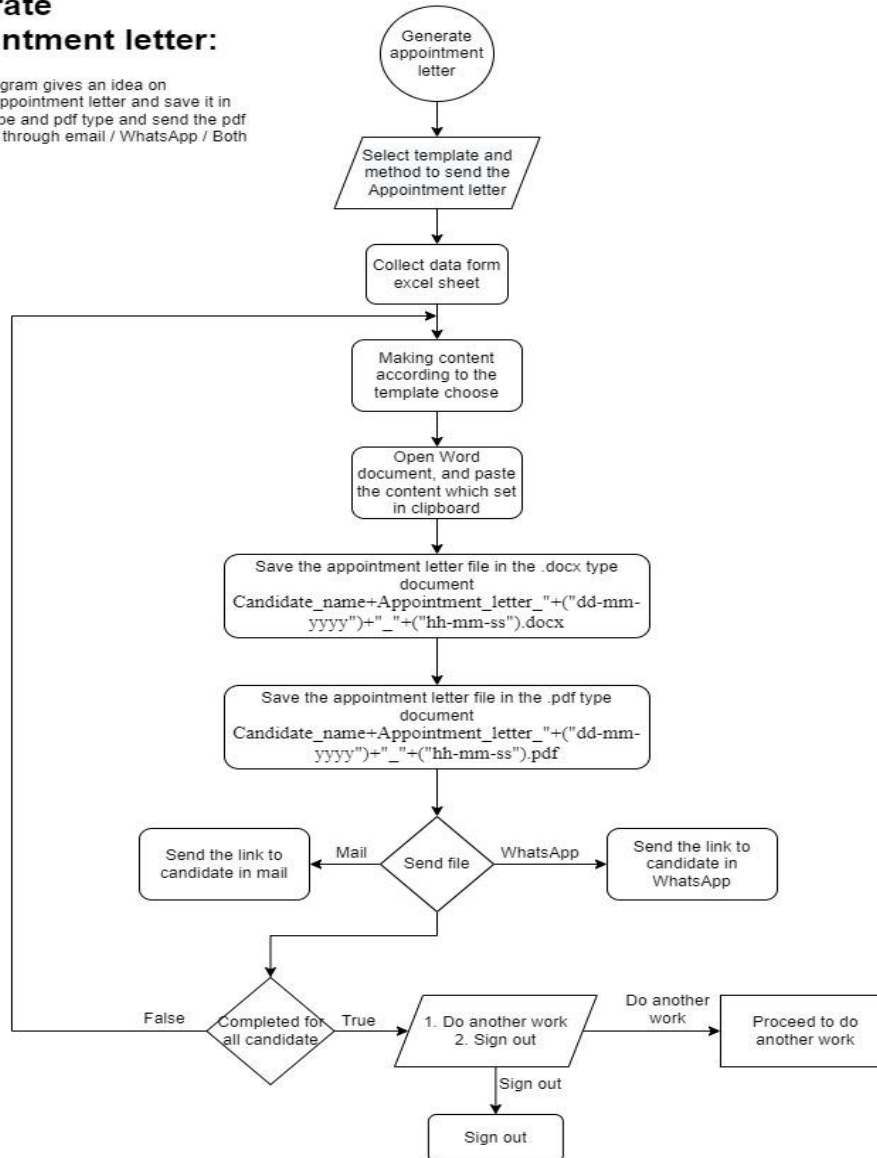 rate
ntment letter:
gram gives an idea on
ppointment letter and save it in
pe and pdf type and send the pdf
through email / WhatsApp / Both
Generate
appointment
letter
Select template and
method to send the
Appointment letter
Collect data form
excel sheet
Making content
according to the
template choose
Open Word
document, and paste
the content which set
in clipboard
Save the appointment letter file in the .docx type
document
Candidate_name+Appointment_letter_"+("dd-mm-
yyyy")+"_"+("hh-mm-ss").docx
Save the appointment letter file in the .pdf type
document
Candidate_name+Appointment_letter_"+("dd-mm-
yyyy")+"_"+("hh-mm-ss").pdf
Send the link to
candidate in mail
Mail
Send file
WhatsApp
Send the link to
candidate in
WhatsApp
False
Completed for
all candidate
True
1. Do another work
2. Sign out
Do another
work
Proceed to do
another work
Sign out
Sign out